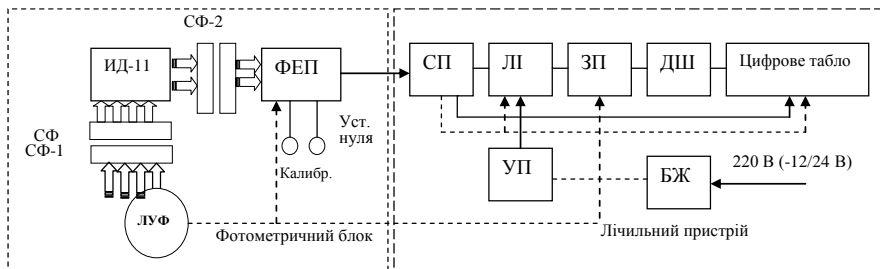 СФ-2
ИД-11
ФЕП
СП
ЛІ
ЗП
ДШ
Цифрове табло
Уст.
нуля
СФ
СФ-1
Калибр.
УП
БЖ
220 В (-12/24 В)
ЛУФ
Фотометричний блок
Лічильний пристрій